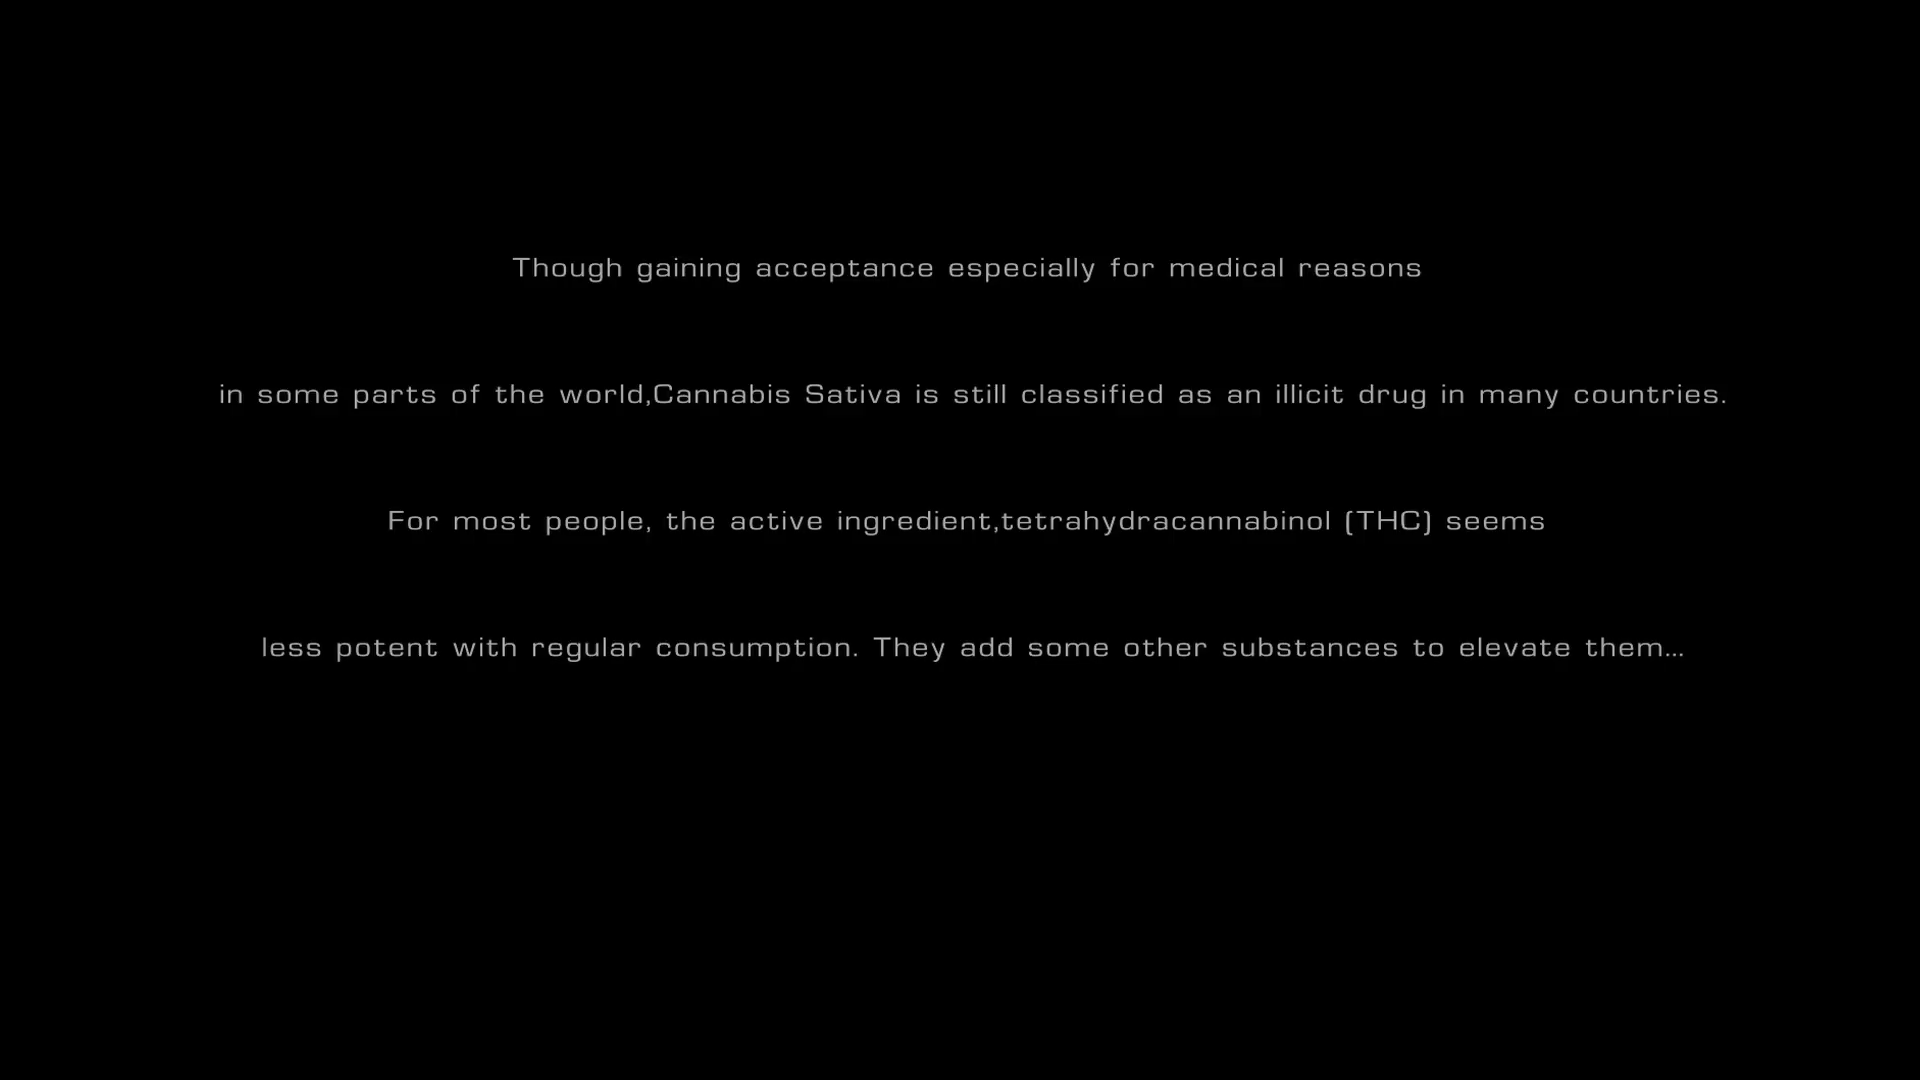 Though gaining acceptance especially for medical reasons
in some parts of the world,Cannabis Sativa is still classified as an illicit drug in many countries.
For most people, the active ingredient,tetrahydracannabinol (THC) seems
less potent with regular consumption. They add some other substances to elevate them...